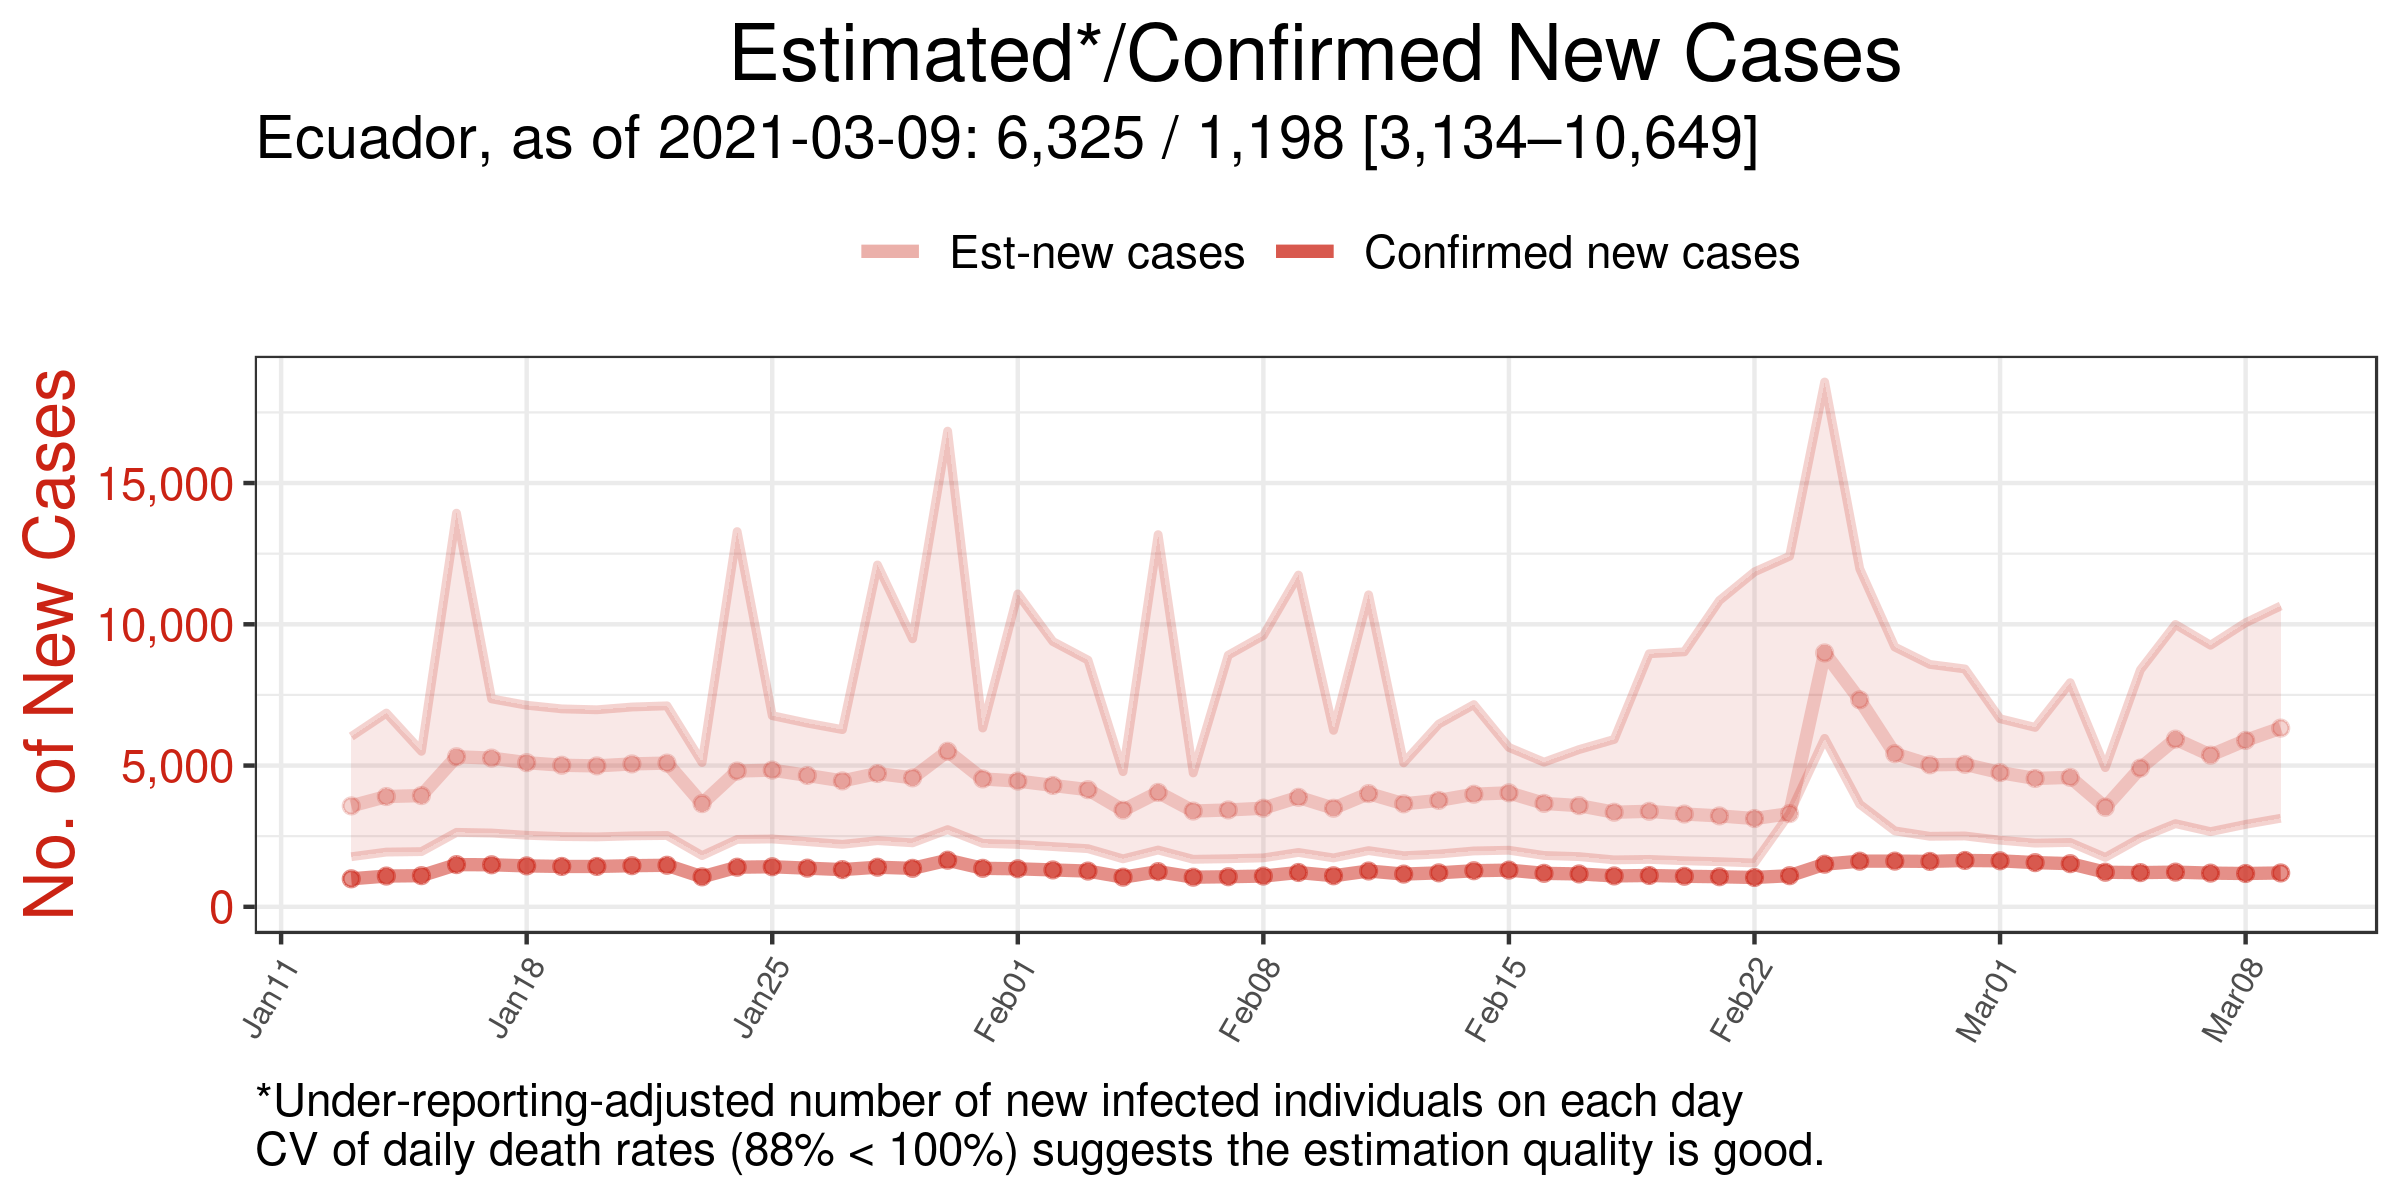 Estimated*/Confirmed New Cases
Ecuador, as of 2021-03-09: 6,325 / 1,198 [3,134–10,649]
Est-new cases
Confirmed new cases
No. of New Cases
15,000
10,000
5,000
0
Jan11
Jan18
Jan25
Feb01
Feb08
Feb15
Feb22
Mar01
Mar08
*Under-reporting-adjusted number of new infected individuals on each day
CV of daily death rates (88% < 100%) suggests the estimation quality is good.